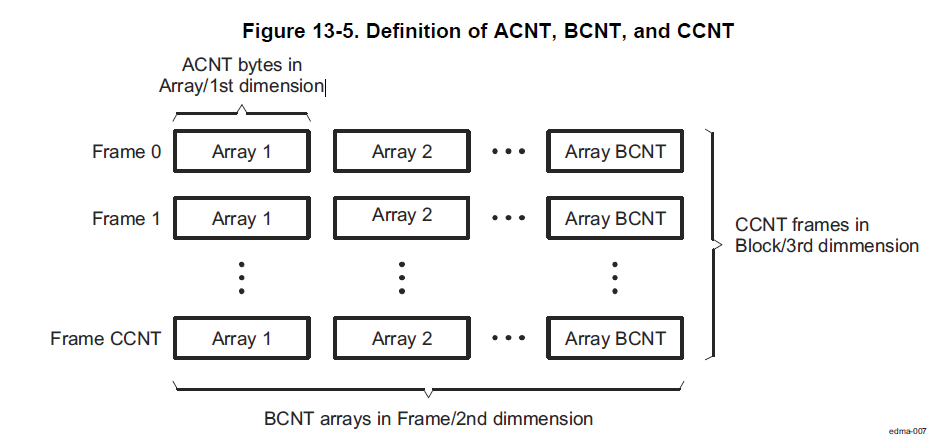 Figure 13-5. Definition of ACNT, BCNT, and CCNT
ACNT bytes in
Array/1st dimension
Frame 0 Array 1 Array 2 • • • Array BCNT
Frame 1 Array 1 Array 2 • • • Array BCNT
CCNT frames in
Block/3rd dimmension
Frame CCNT Array 1 Array 2 • • • Array BCNT
BCNT arrays in Frame/2nd dimmension
edma-007